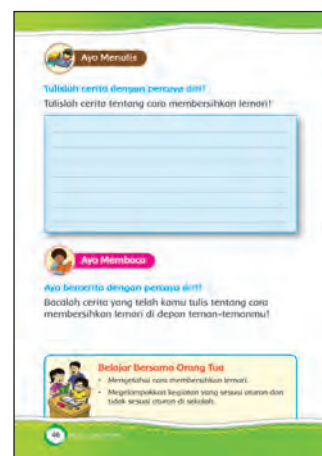 Ayo Menulis
Tulislah cerita dengan percaya diri!
Tulislah cerita tentang cara membersihkan lemari!
Ayo Membaca
Ayo bercerita dengan percaya diri!
Bacalah cerita yang telah kamu tulis tentang cara
membersihkan lemari di depan teman-temanmu!
Belajar Bersama Orang Tua
• Mengetahui cara membersihkan lemari.
• Megelompokkan kegiatan yang sesuai aturan dan
tidak sesuai aturan di sekolah.
46